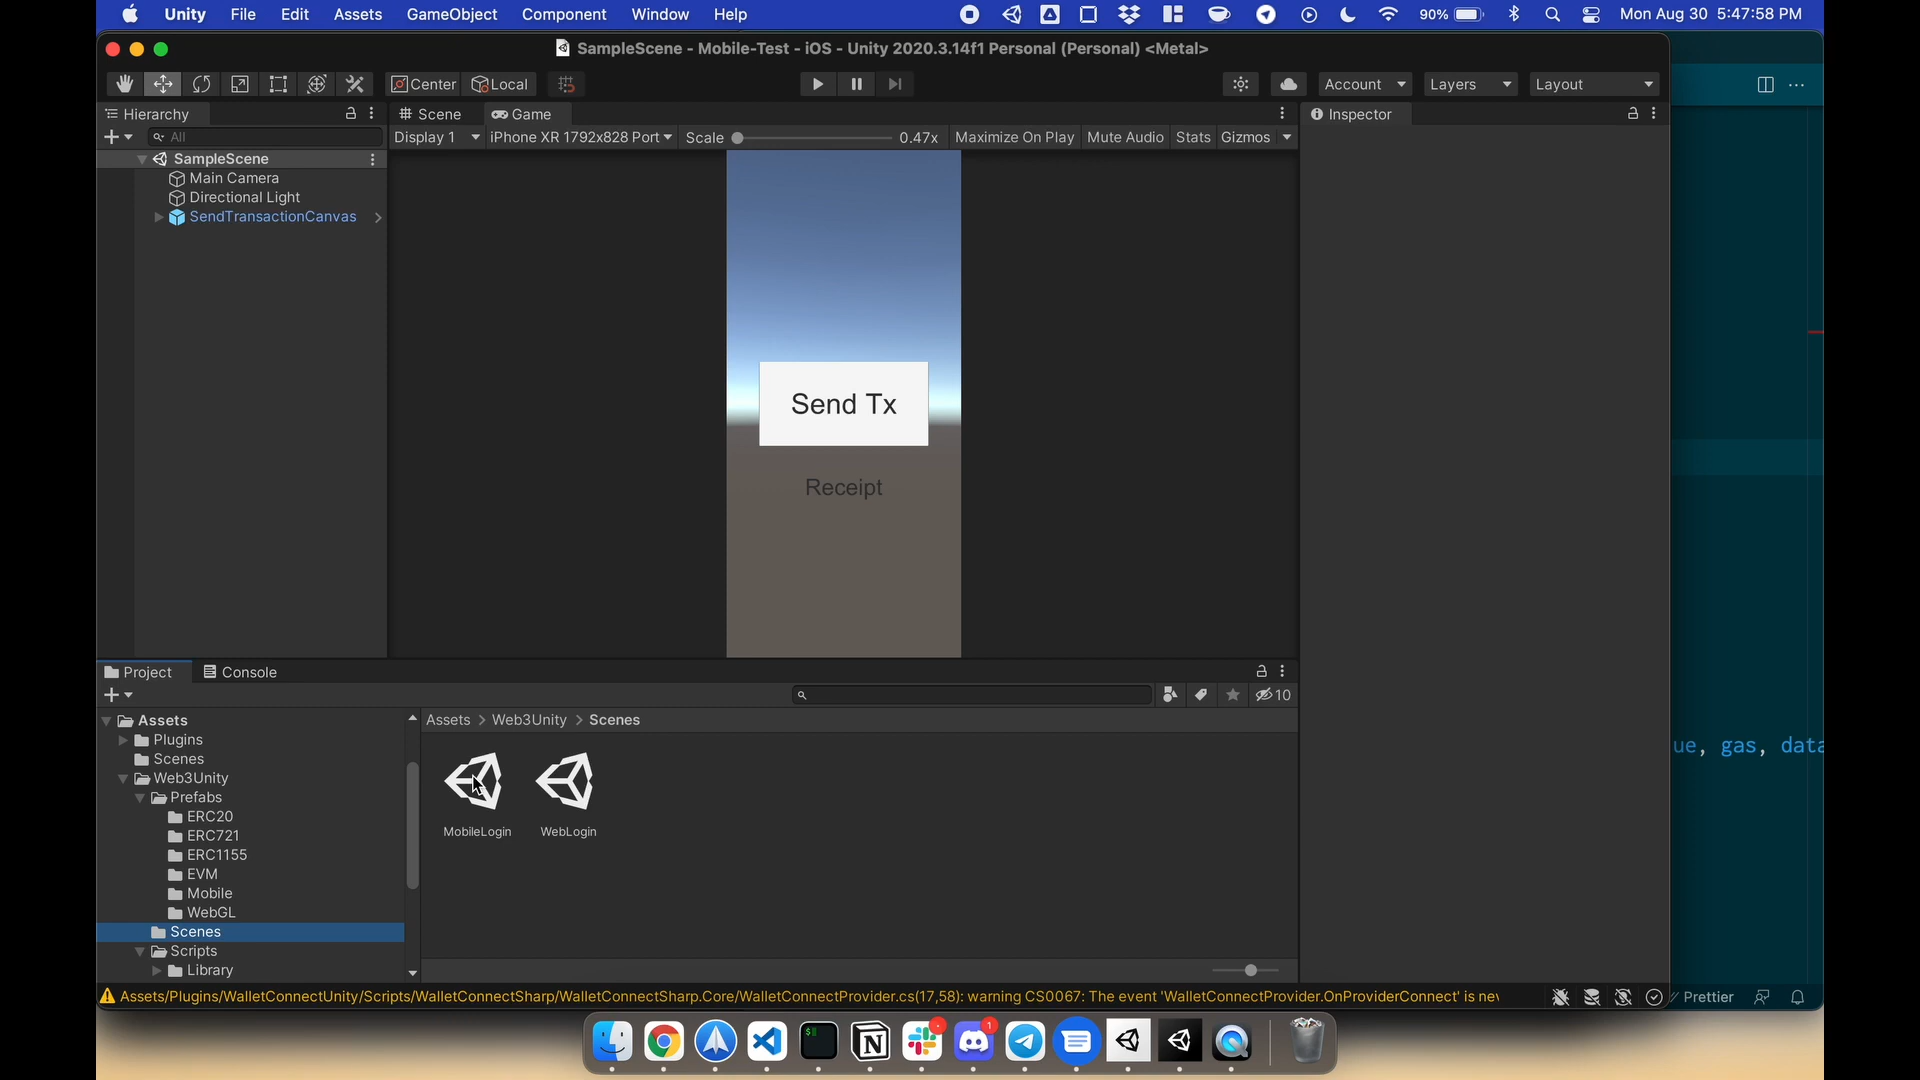 Unity File Edit Assets GameObject Component Window Help 90% Mon Aug 30 5:47:58 PM
SampleScene - Mobile-Test - iOS - Unity 2020.3.14f1 Personal (Personal) <Metal>
Center Local Account Layers Layout
Hierarchy Scene Game Inspector
All Display 1 iPhone XR 1792x828 Port Scale 0.47x Maximize On Play Mute Audio Stats Gizmos
SampleScene
Main Camera
Directional Light
SendTransactionCanvas
Send Tx
Receipt
Project Console
10
Assets
Assets > Web3Unity > Scenes
Plugins
Scenes
Web3Unity
Prefabs
ERC20
ERC721
ERC1155
EVM
Mobile
WebGL
Scenes
Scripts
Library
MobileLogin WebLogin
ue, gas, data
Assets/Plugins/WalletConnectUnity/Scripts/WalletConnectSharp/WalletConnectSharp.Core/WalletConnectProvider.cs(17,58): warning CS0067: The event 'WalletConnectProvider.OnProviderConnect' is nev
Prettier
1